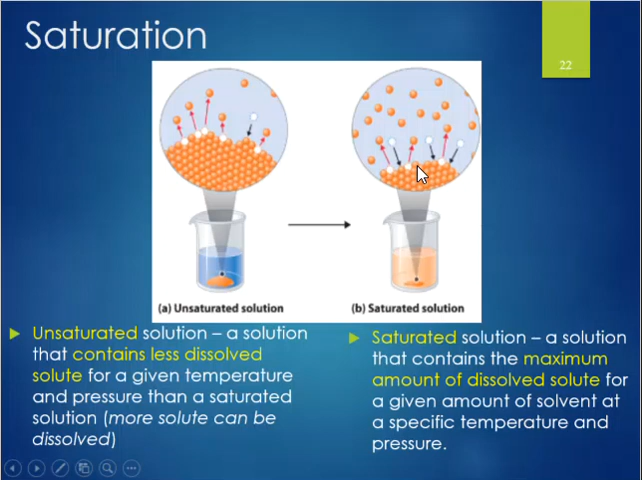 Saturation
22
(a) Unsaturated solution
(b) Saturated solution
Unsaturated solution – a solution
that contains less dissolved
solute for a given temperature
and pressure than a saturated
solution (more solute can be
dissolved)
Saturated solution – a solution
that contains the maximum
amount of dissolved solute for
a given amount of solvent at
a specific temperature and
pressure.